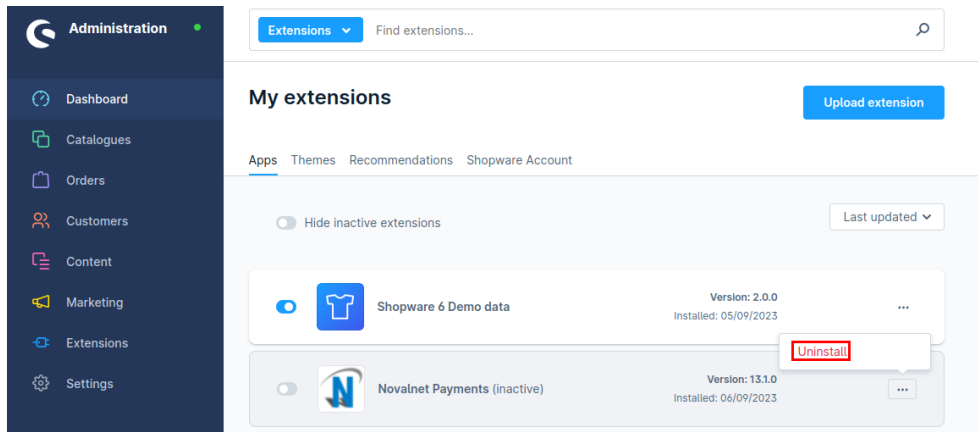 Administration
Extensions
Find extensions...
Dashboard
My extensions
Upload extension
Catalogues
Apps Themes Recommendations Shopware Account
Orders
Customers
Hide inactive extensions
Last updated
Content
Marketing
Shopware 6 Demo data
Version: 2.0.0
Installed: 05/09/2023
Extensions
Uninstall
Settings
N
Novalnet Payments (inactive)
Version: 13.1.0
Installed: 06/09/2023